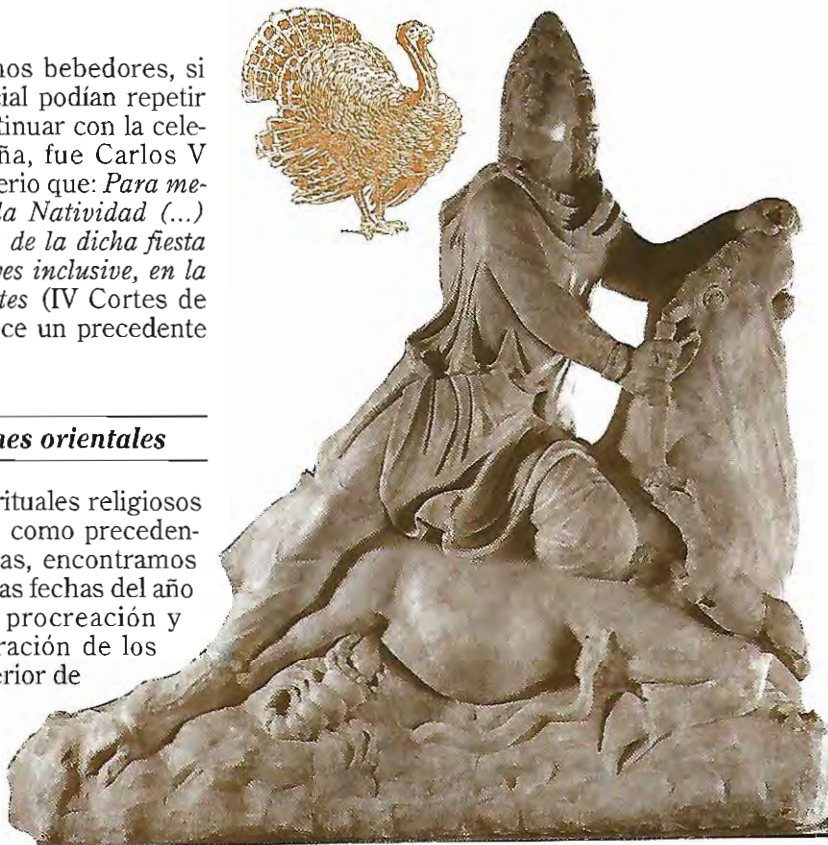 nos bebedores, si
cial podían repetir
tinuar con la cele-
ña, fue Carlos V
erio que: Para me-
la Natividad (...)
de la dicha fiesta
es inclusive, en la
tes (IV Cortes de
ce un precedente
nes orientales
rituales religiosos
como preceden-
as, encontramos
as fechas del año
procreación y
ración de los
erior de